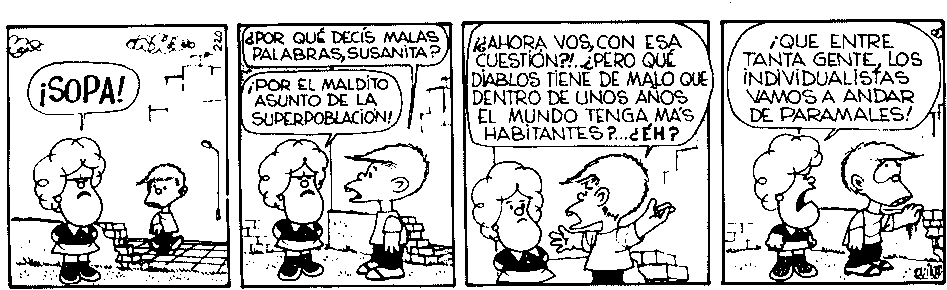 220
¡SOPA!
¿POR QUÉ DECÍS MALAS
PALABRAS, SUSANITA?
¡POR EL MALDITO
ASUNTO DE LA
SUPERPOBLACIÓN!
¿¡AHORA VOS, CON ESA
CUESTIÓN?!..¿PERO QUÉ
DIABLOS TIENE DE MALO QUE
DENTRO DE UNOS AÑOS
EL MUNDO TENGA MÁS
HABITANTES?...¿EH?
¡QUE ENTRE
TANTA GENTE, LOS
INDIVIDUALISTAS
VAMOS A ANDAR
DE PARAMALES!